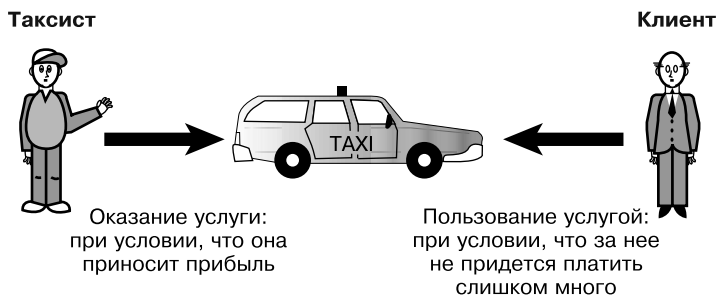 Таксист
Клиент
TAXI
Оказание услуги:
при условии, что она
приносит прибыль
Пользование услугой:
при условии, что за нее
не придется платить
слишком много